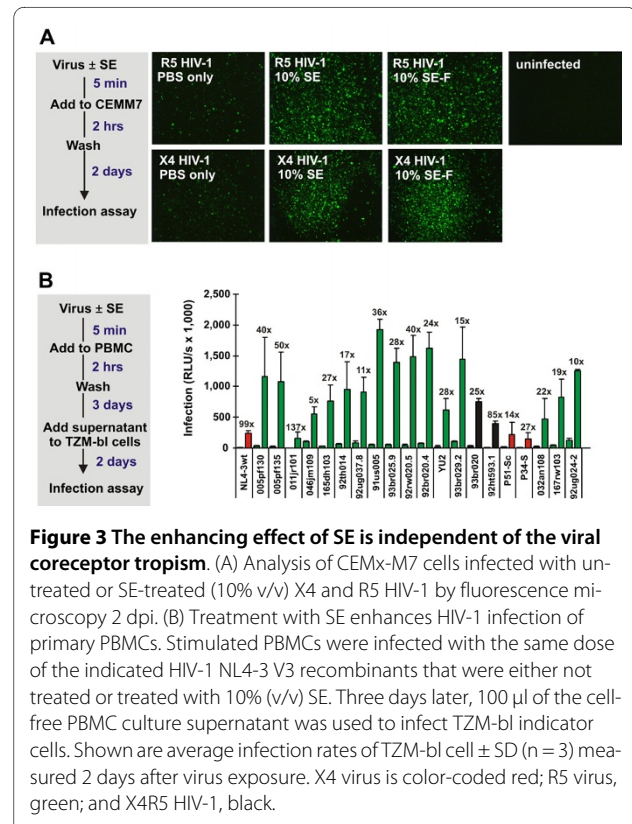 A
Virus ± SE
5 min
Add to CEMM7
2 hrs
Wash
2 days
Infection assay
R5 HIV-1
PBS only
R5 HIV-1
10% SE
R5 HIV-1
10% SE-F
uninfected
X4 HIV-1
PBS only
X4 HIV-1
10% SE
X4 HIV-1
10% SE-F
B
Virus ± SE
5 min
Add to PBMC
2 hrs
Wash
3 days
Add supernatant
to TZM-bl cells
2 days
Infection assay
Infection (RLU/s x 1,000)
2,500
2,000
1,500
1,000
500
0
99x
40x
50x
137x
5x
27x
17x
11x
36x
28x
40x
24x
28x
15x
25x
85x
14x
27x
22x
19x
10x
NL4-3wt
005pf130
005pf135
011jr101
046jm109
165dh103
92th014
92ug037.8
91us005
93br025.9
92rw020.5
92br020.4
YU2
93br029.2
93br020
92ht593.1
P51-Sc
P34-S
032an108
167rw103
92ug024-2
Figure 3 The enhancing effect of SE is independent of the viral
coreceptor tropism. (A) Analysis of CEMx-M7 cells infected with un-
treated or SE-treated (10% v/v) X4 and R5 HIV-1 by fluorescence mi-
croscopy 2 dpi. (B) Treatment with SE enhances HIV-1 infection of
primary PBMCs. Stimulated PBMCs were infected with the same dose
of the indicated HIV-1 NL4-3 V3 recombinants that were either not
treated or treated with 10% (v/v) SE. Three days later, 100 μl of the cell-
free PBMC culture supernatant was used to infect TZM-bl indicator
cells. Shown are average infection rates of TZM-bl cell ± SD (n = 3) mea-
sured 2 days after virus exposure. X4 virus is color-coded red; R5 virus,
green; and X4R5 HIV-1, black.